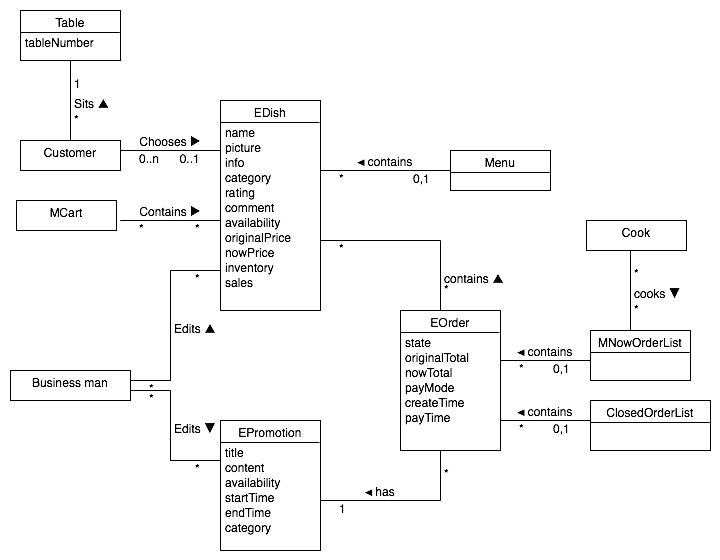 Table
tableNumber
1
Sits ▲
*
Customer
Chooses ▶
0..n 0..1
EDish
name
picture
info
category
rating
comment
availability
originalPrice
nowPrice
inventory
sales
◄ contains
* 0,1
Menu
MCart
Contains ▶
* *
*
contains ▲
*
Cook
*
cooks ▼
*
*
Edits ▲
Business man
*
*
Edits ▼
*
EOrder
state
originalTotal
nowTotal
payMode
createTime
payTime
◄ contains
* 0,1
MNowOrderList
◄ contains
* 0,1
ClosedOrderList
EPromotion
title
content
availability
startTime
endTime
category
*
◄ has
1